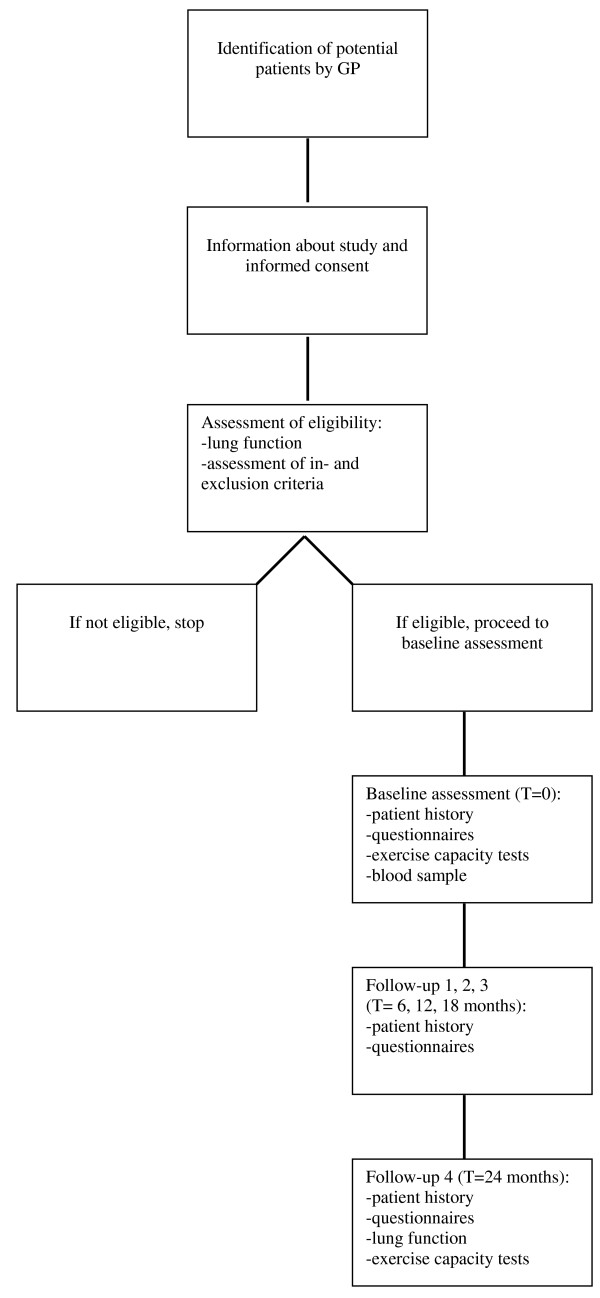 Identification of potential
patients by GP
Information about study and
informed consent
Assessment of eligibility:
-lung function
-assessment of in- and
exclusion criteria
If not eligible, stop
If eligible, proceed to
baseline assessment
Baseline assessment (T=0):
-patient history
-questionnaires
-exercise capacity tests
-blood sample
Follow-up 1, 2, 3
(T= 6, 12, 18 months):
-patient history
-questionnaires
Follow-up 4 (T=24 months):
-patient history
-questionnaires
-lung function
-exercise capacity tests